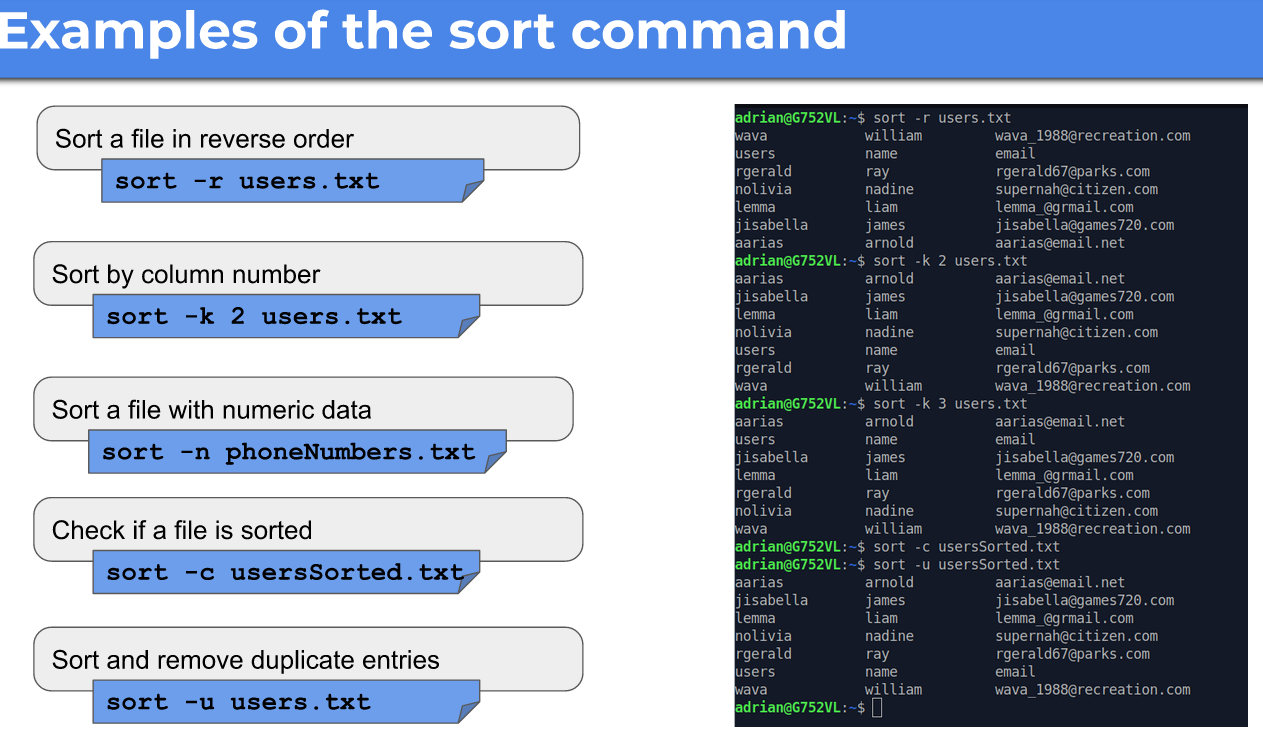 Examples of the sort command
Sort a file in reverse order
sort -r users.txt
Sort by column number
sort -k 2 users.txt
Sort a file with numeric data
sort -n phoneNumbers.txt
Check if a file is sorted
sort -c usersSorted.txt
Sort and remove duplicate entries
sort -u users.txt
adrian@G752VL:~$ sort -r users.txt
wava william wava_1988@recreation.com
users name email
rgerald ray rgerald67@parks.com
nolivia nadine supernah@citizen.com
lemma liam lemma_@grmail.com
jisabella james jisabella@games720.com
aarias arnold aarias@email.net
adrian@G752VL:~$ sort -k 2 users.txt
aarias arnold aarias@email.net
jisabella james jisabella@games720.com
lemma liam lemma_@grmail.com
nolivia nadine supernah@citizen.com
users name email
rgerald ray rgerald67@parks.com
wava william wava_1988@recreation.com
adrian@G752VL:~$ sort -k 3 users.txt
aarias arnold aarias@email.net
users name email
jisabella james jisabella@games720.com
lemma liam lemma_@grmail.com
rgerald ray rgerald67@parks.com
nolivia nadine supernah@citizen.com
wava william wava_1988@recreation.com
adrian@G752VL:~$ sort -c usersSorted.txt
adrian@G752VL:~$ sort -u usersSorted.txt
aarias arnold aarias@email.net
jisabella james jisabella@games720.com
lemma liam lemma_@grmail.com
nolivia nadine supernah@citizen.com
rgerald ray rgerald67@parks.com
users name email
wava william wava_1988@recreation.com
adrian@G752VL:~$